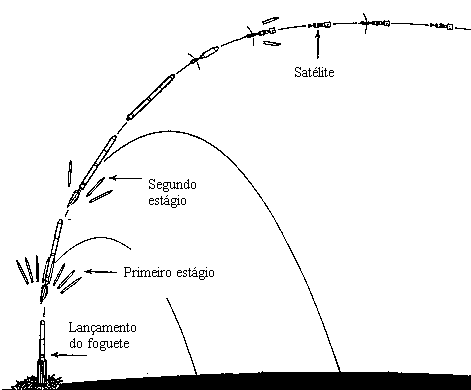 Satélite
Segundo
estágio
Primeiro estágio
Lançamento
do foguete